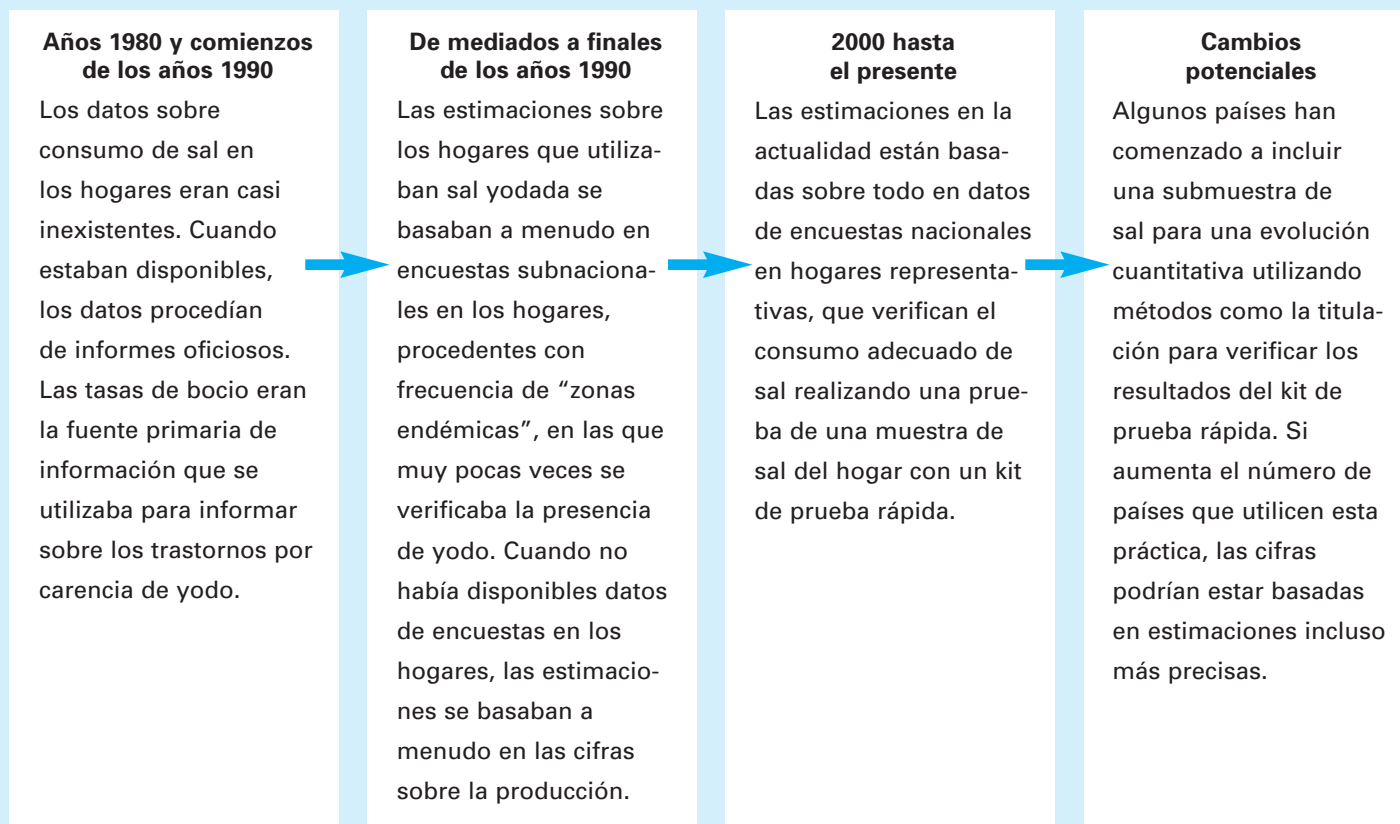 Años 1980 y comienzos
de los años 1990
Los datos sobre
consumo de sal en
los hogares eran casi
inexistentes. Cuando
estaban disponibles,
los datos procedían
de informes oficiosos.
Las tasas de bocio eran
la fuente primaria de
información que se
utilizaba para informar
sobre los trastornos por
carencia de yodo.
De mediados a finales
de los años 1990
Las estimaciones sobre
los hogares que utiliza-
ban sal yodada se
basaban a menudo en
encuestas subnaciona-
les en los hogares,
procedentes con
frecuencia de “zonas
endémicas”, en las que
muy pocas veces se
verificaba la presencia
de yodo. Cuando no
había disponibles datos
de encuestas en los
hogares, las estimacio-
nes se basaban a
menudo en las cifras
sobre la producción.
2000 hasta
el presente
Las estimaciones en la
actualidad están basa-
das sobre todo en datos
de encuestas nacionales
en hogares representa-
tivas, que verifican el
consumo adecuado de
sal realizando una prue-
ba de una muestra de
sal del hogar con un kit
de prueba rápida.
Cambios
potenciales
Algunos países han
comenzado a incluir
una submuestra de
sal para una evolución
cuantitativa utilizando
métodos como la titula-
ción para verificar los
resultados del kit de
prueba rápida. Si
aumenta el número de
países que utilicen esta
práctica, las cifras
podrían estar basadas
en estimaciones incluso
más precisas.